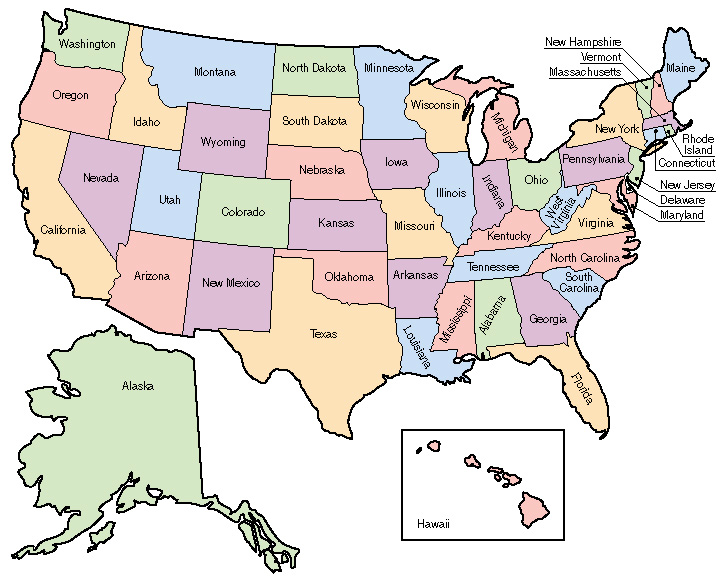 Washington
Oregon
California
Idaho
Nevada
Montana
Wyoming
Utah
Arizona
Colorado
New Mexico
North Dakota
South Dakota
Nebraska
Kansas
Oklahoma
Texas
Minnesota
Iowa
Missouri
Arkansas
Louisiana
Wisconsin
Illinois
Michigan
Indiana
Ohio
Kentucky
Tennessee
Mississippi
Alabama
Georgia
Florida
South
Carolina
North Carolina
Virginia
West
Virginia
Pennsylvania
New York
New Hampshire
Vermont
Massachusetts
Maine
Rhode
Island
Connecticut
New Jersey
Delaware
Maryland
Alaska
Hawaii